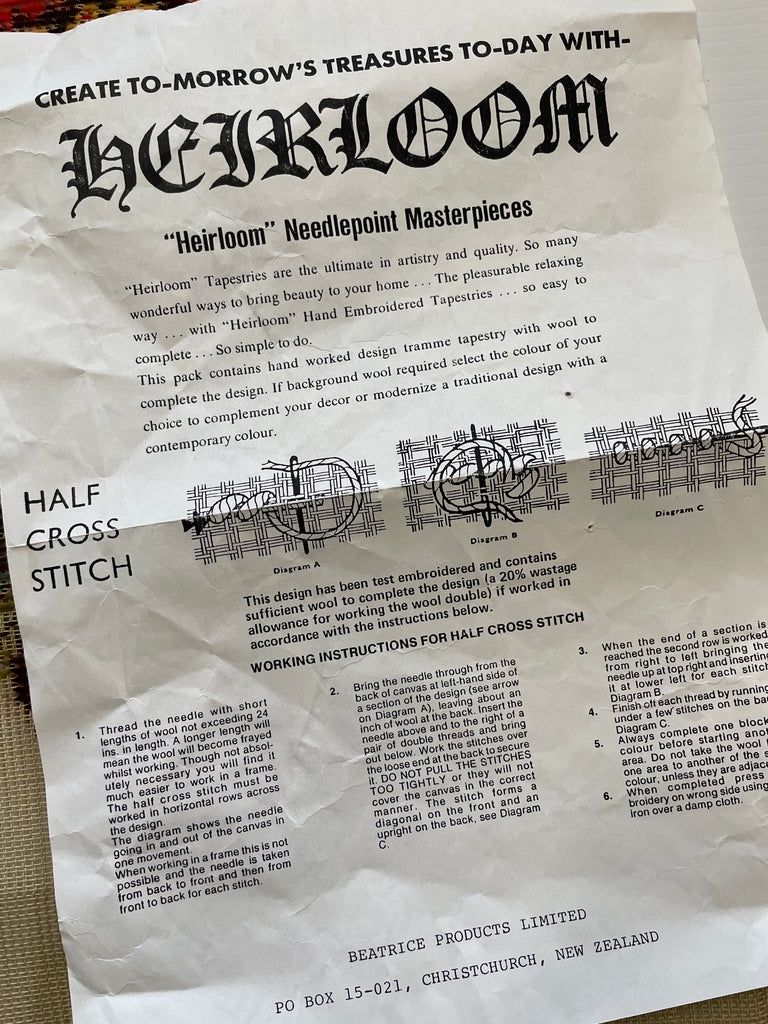 CREATE TO-MORROW'S TREASURES TO-DAY WITH-
HEIRLOOM
"Heirloom" Needlepoint Masterpieces
"Heirloom" Tapestries are the ultimate in artistry and quality. So many
wonderful ways to bring beauty to your home ... The pleasurable relaxing
way ... with "Heirloom" Hand Embroidered Tapestries ... so easy to
complete ... So simple to do.
This pack contains hand worked design tramme tapestry with wool to
complete the design. If background wool required select the colour of your
choice to complement your decor or modernize a traditional design with a
contemporary colour.
HALF
CROSS
STITCH
Diagram A
Diagram B
Diagram C
This design has been test embroidered and contains
sufficient wool to complete the design (a 20% wastage
allowance for working the wool double) if worked in
accordance with the instructions below.
WORKING INSTRUCTIONS FOR HALF CROSS STITCH
1. Thread the needle with short
lengths of wool not exceeding 24
ins. in length. A longer length will
mean the wool will become frayed
whilst working. Though not absol-
utely necessary you will find it
much easier to work in a frame.
The half cross stitch must be
worked in horizontal rows across
the design.
The diagram shows the needle
going in and out of the canvas in
one movement.
When working in a frame this is not
possible and the needle is taken
from back to front and then from
front to back for each stitch.
2. Bring the needle through from the
back of canvas at left-hand side of
a section of the design (see arrow
on Diagram A), leaving about an
inch of wool at the back. Insert the
needle above and to the right of a
pair of double threads and bring
out below. Work the stitches over
the loose end at the back to secure
it. DO NOT PULL THE STITCHES
TOO TIGHTLY or they will not
cover the canvas in the correct
manner. The stitch forms a
diagonal on the front and an
upright on the back, see Diagram
C.
3. When the end of a section is
reached the second row is worked
from right to left bringing the
needle up at top right and inserting
it at lower left for each stitch
Diagram B.
4. Finish off each thread by running
under a few stitches on the
Diagram C.
5. Always complete one block
colour before starting
area. Do not take the wool
one area to another of the
colour, unless they are
6. When completed press
broidery on wrong side using
iron over a damp cloth.
BEATRICE PRODUCTS LIMITED
PO BOX 15-021, CHRISTCHURCH, NEW ZEALAND